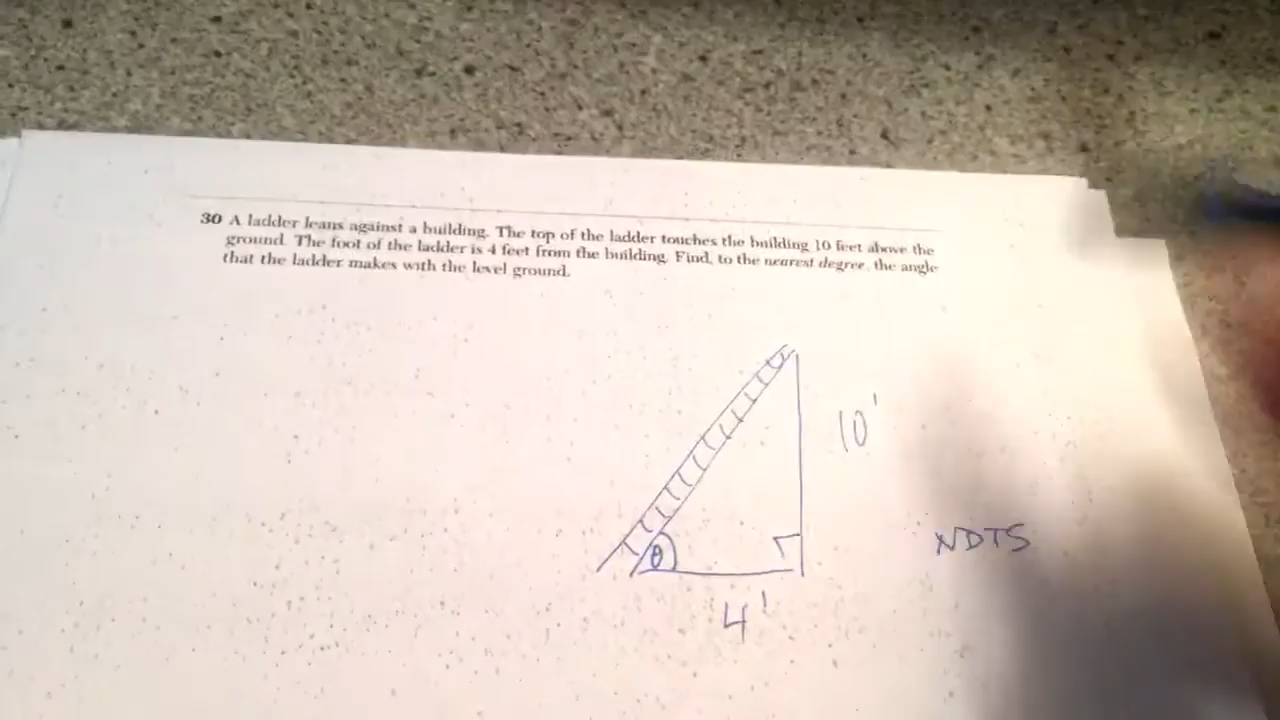 30 A ladder leans against a building. The top of the ladder touches the building 10 feet above the
ground. The foot of the ladder is 4 feet from the building. Find, to the nearest degree, the angle
that the ladder makes with the level ground.
10'
NDTS
θ
4'